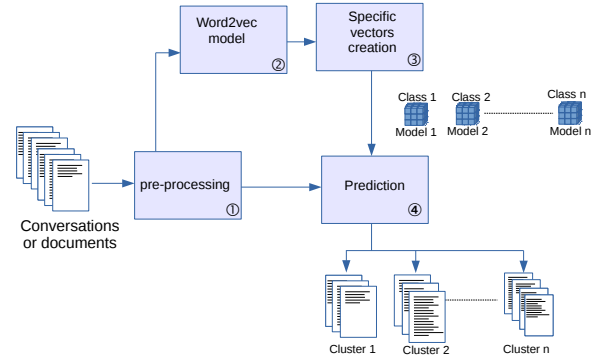 Word2vec
model
②
Specific
vectors
creation
③
Class 1
Class 2
Class n
Model 1
Model 2
Model n
pre-processing
①
Prediction
④
Conversations
or documents
Cluster 1
Cluster 2
Cluster n